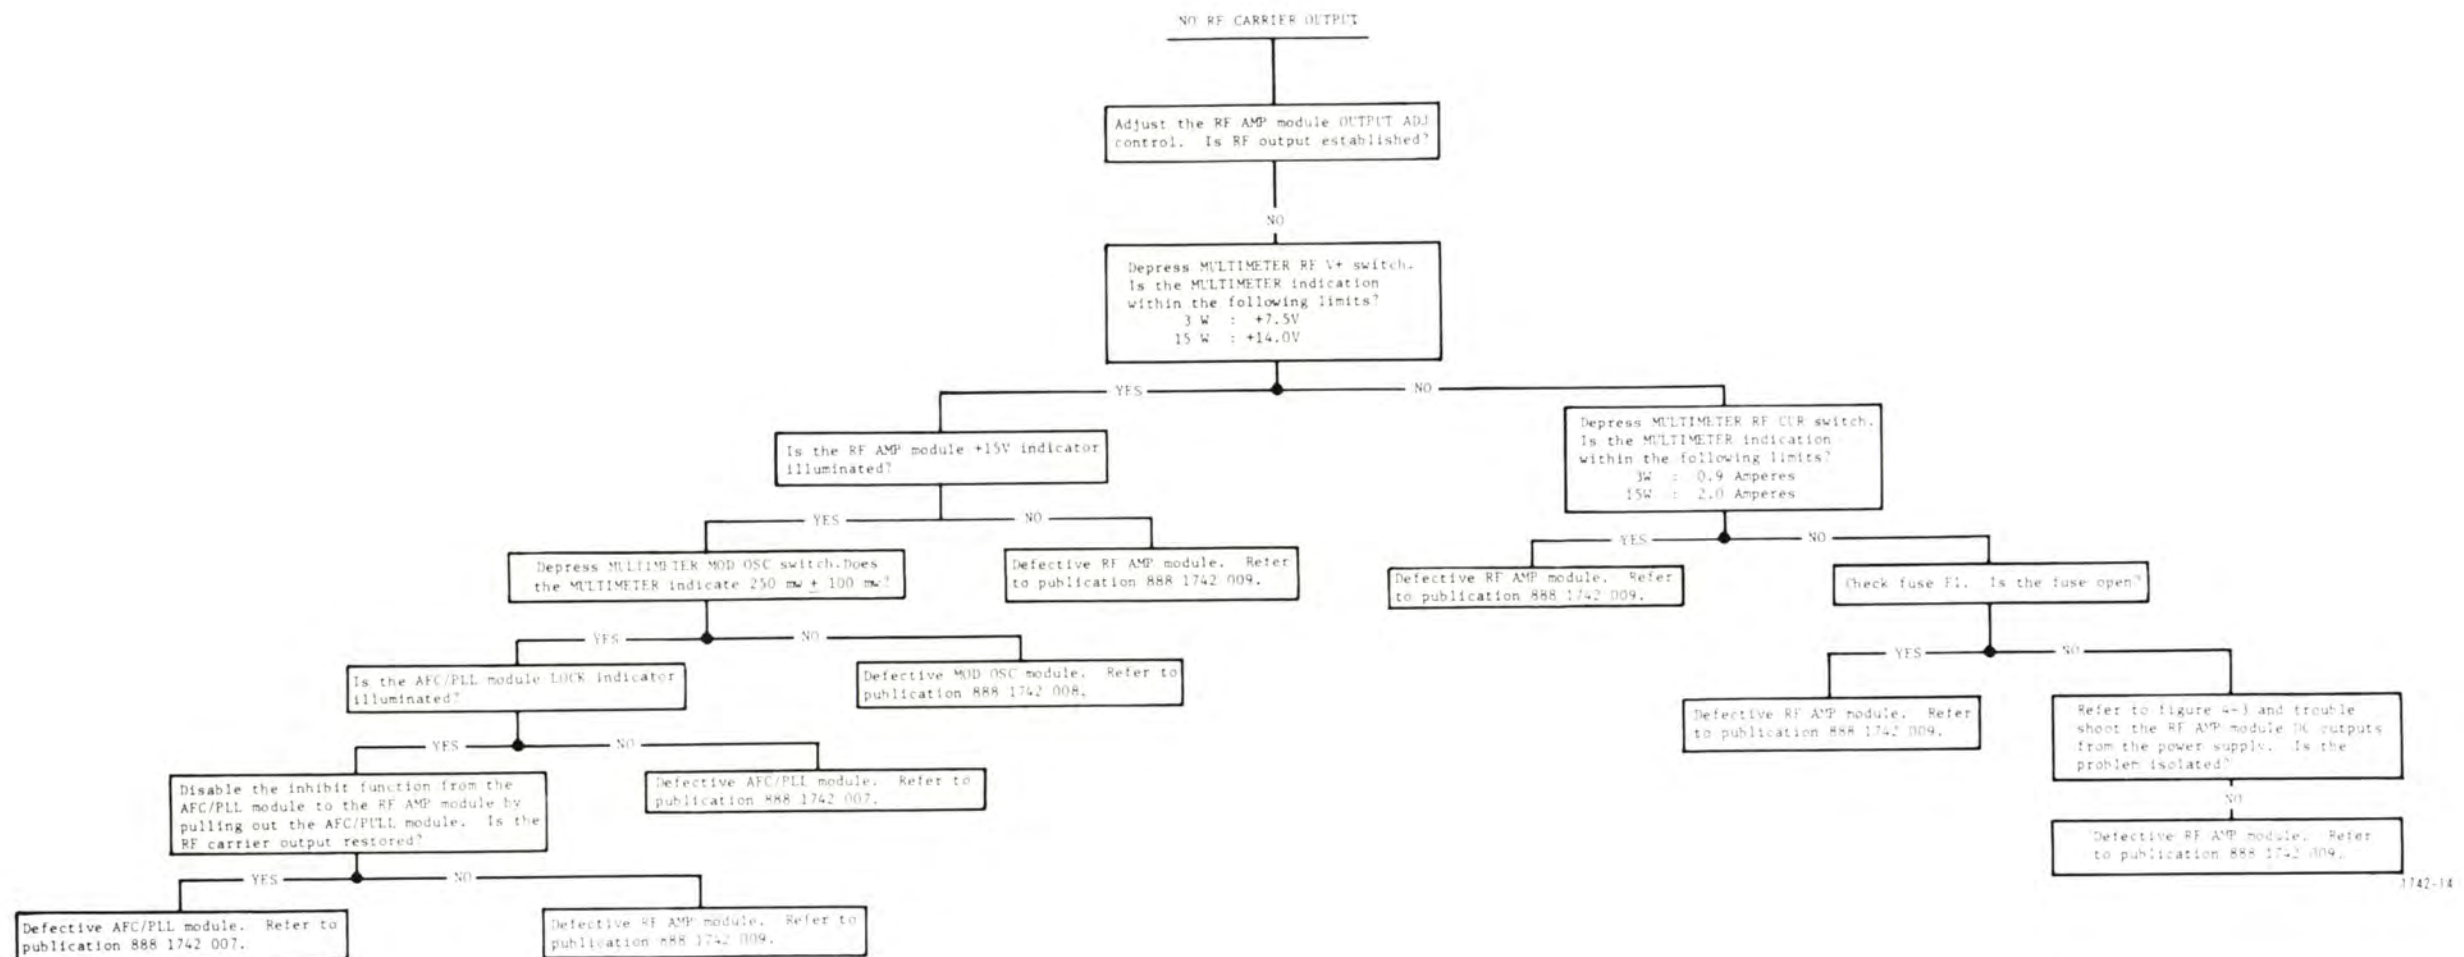 NO RF CARRIER OUTPUT
Adjust the RF AMP module OUTPUT ADJ
control. Is RF output established?
NO
Depress MULTIMETER RF V+ switch.
Is the MULTIMETER indication
within the following limits?
3 W : +7.5V
15 W : +14.0V
YES
NO
Is the RF AMP module +15V indicator
illuminated?
Depress MULTIMETER RF CUR switch.
Is the MULTIMETER indication
within the following limits?
3W : 0.9 Amperes
15W : 2.0 Amperes
YES
NO
YES
NO
Depress MULTIMETER MOD OSC switch.Does
the MULTIMETER indicate 250 mw ± 100 mw?
Defective RF AMP module. Refer
to publication 888 1742 009.
Defective RF AMP module. Refer
to publication 888 1742 009.
Check fuse F1. Is the fuse open?
YES
NO
YES
NO
Is the AFC/PLL module LOCK indicator
illuminated?
Defective MOD OSC module. Refer to
publication 888 1742 008.
Defective RF AMP module. Refer
to publication 888 1742 009.
Refer to figure 4-3 and trouble
shoot the RF AMP module DC outputs
from the power supply. Is the
problem isolated?
YES
NO
NO
Disable the inhibit function from the
AFC/PLL module to the RF AMP module by
pulling out the AFC/PULL module. Is the
RF carrier output restored?
Defective AFC/PLL module. Refer to
publication 888 1742 007.
Defective RF AMP module. Refer
to publication 888 1742 009.
YES
NO
1742-14
Defective AFC/PLL module. Refer to
publication 888 1742 007.
Defective RF AMP module. Refer to
publication 888 1742 009.